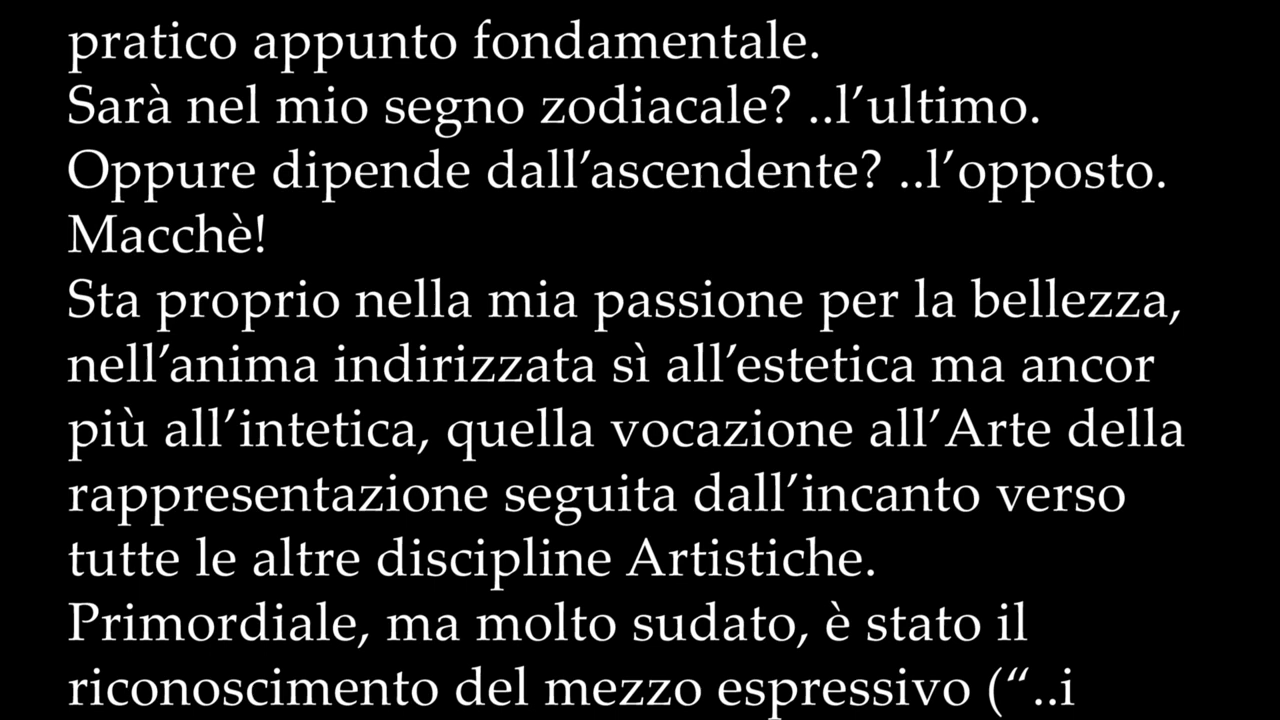 pratico appunto fondamentale.
Sarà nel mio segno zodiacale? ..l’ultimo.
Oppure dipende dall’ascendente? ..l’opposto.
Macchè!
Sta proprio nella mia passione per la bellezza,
nell’anima indirizzata sì all’estetica ma ancor
più all’intetica, quella vocazione all’Arte della
rappresentazione seguita dall’incanto verso
tutte le altre discipline Artistiche.
Primordiale, ma molto sudato, è stato il
riconoscimento del mezzo espressivo (“..i